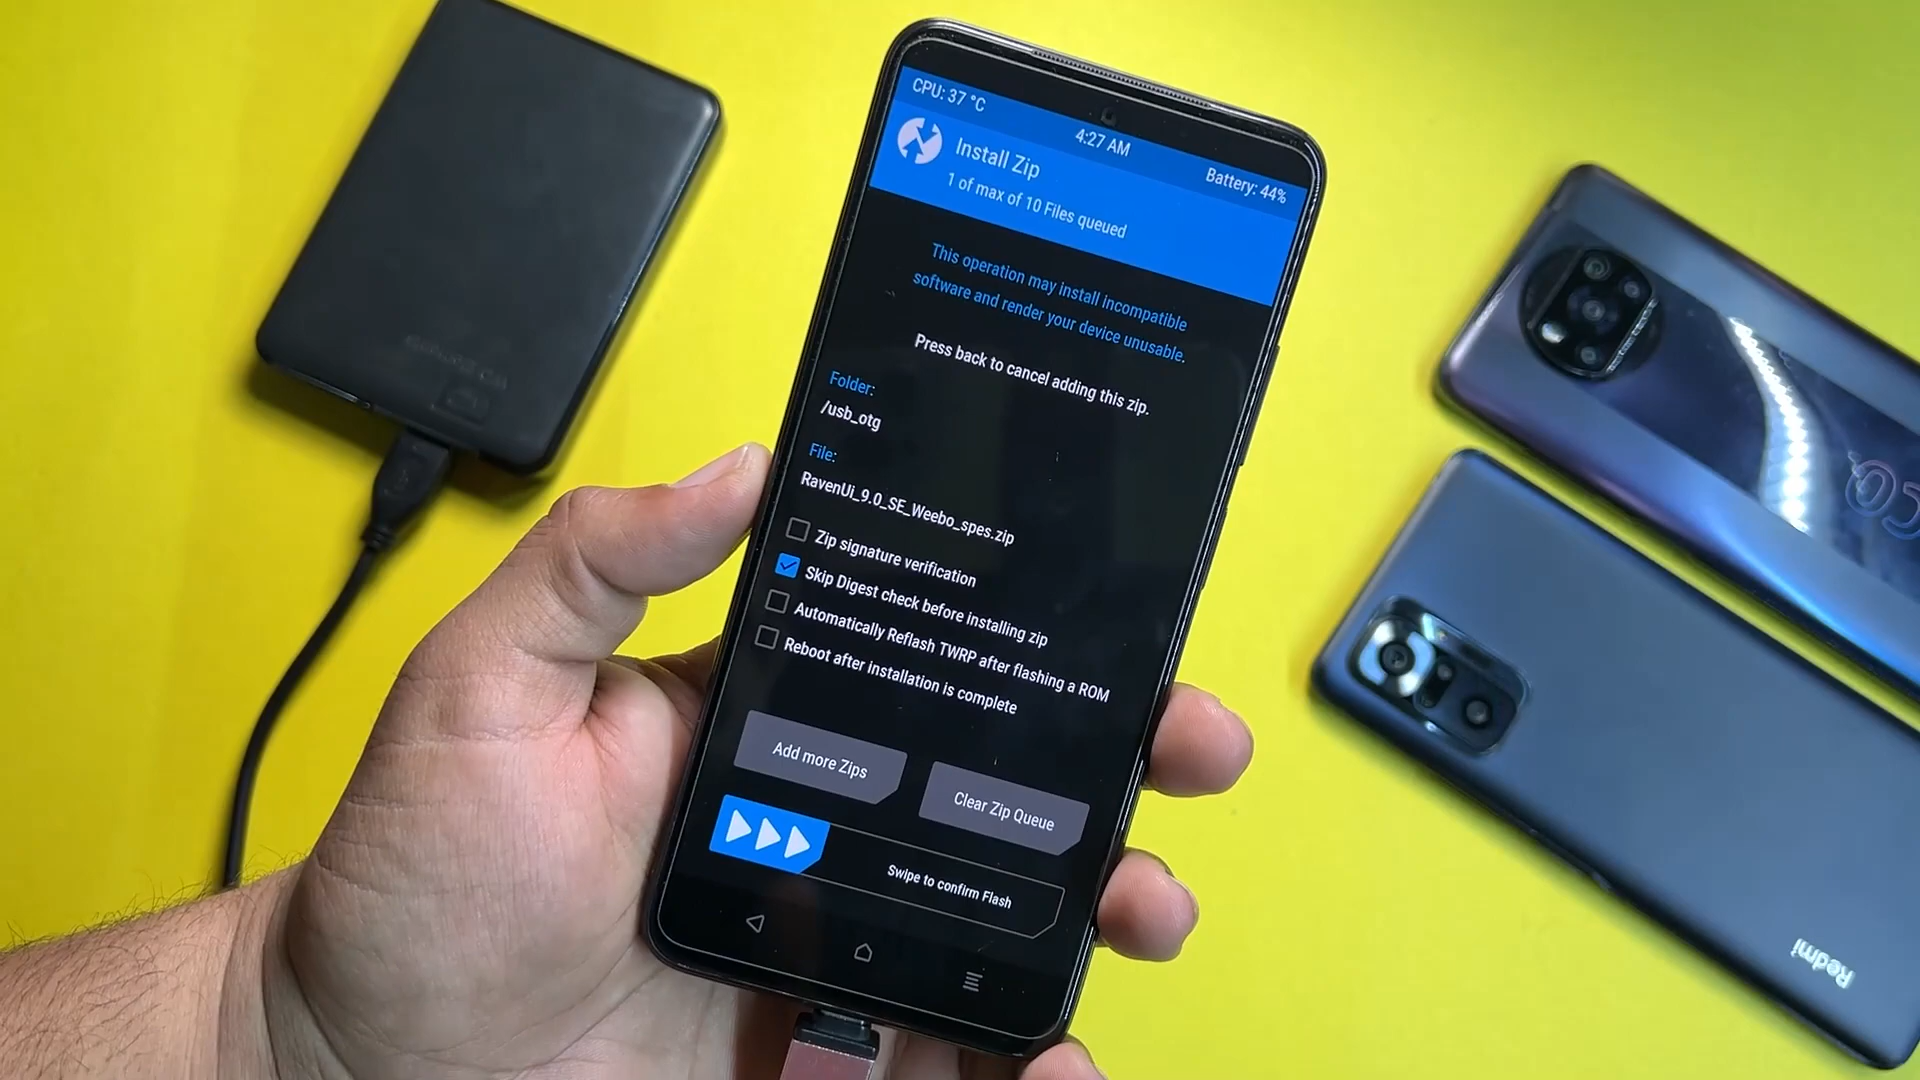 CPU: 37 °C
4:27 AM
Battery: 44%
Install Zip
1 of max of 10 Files queued
This operation may install incompatible
software and render your device unusable.
Press back to cancel adding this zip.
Folder:
/usb_otg
File:
RavenUi_9.0_SE_Weebo_spes.zip
Zip signature verification
Skip Digest check before installing zip
Automatically Reflash TWRP after flashing a ROM
Reboot after installation is complete
Add more Zips
Clear Zip Queue
Swipe to confirm Flash
Redmi